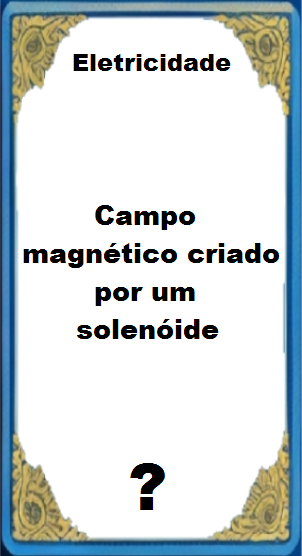 Eletricidade
Campo
magnético criado
por um
solenóide
?